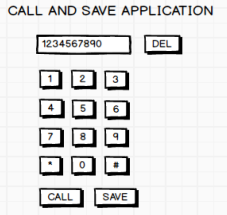 CALL AND SAVE APPLICATION
1234567890 DEL
1 2 3
4 5 6
7 8 9
* 0 #
CALL SAVE